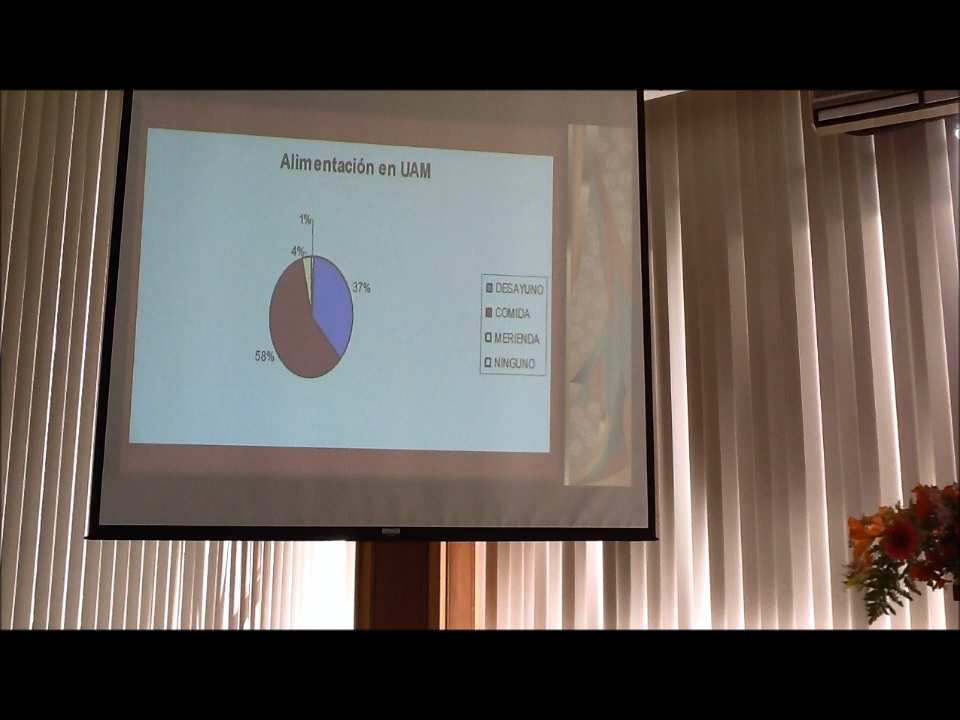 Alimentación en UAM
1%
4%
37%
58%
DESAYUNO
COMIDA
MERIENDA
NINGUNO